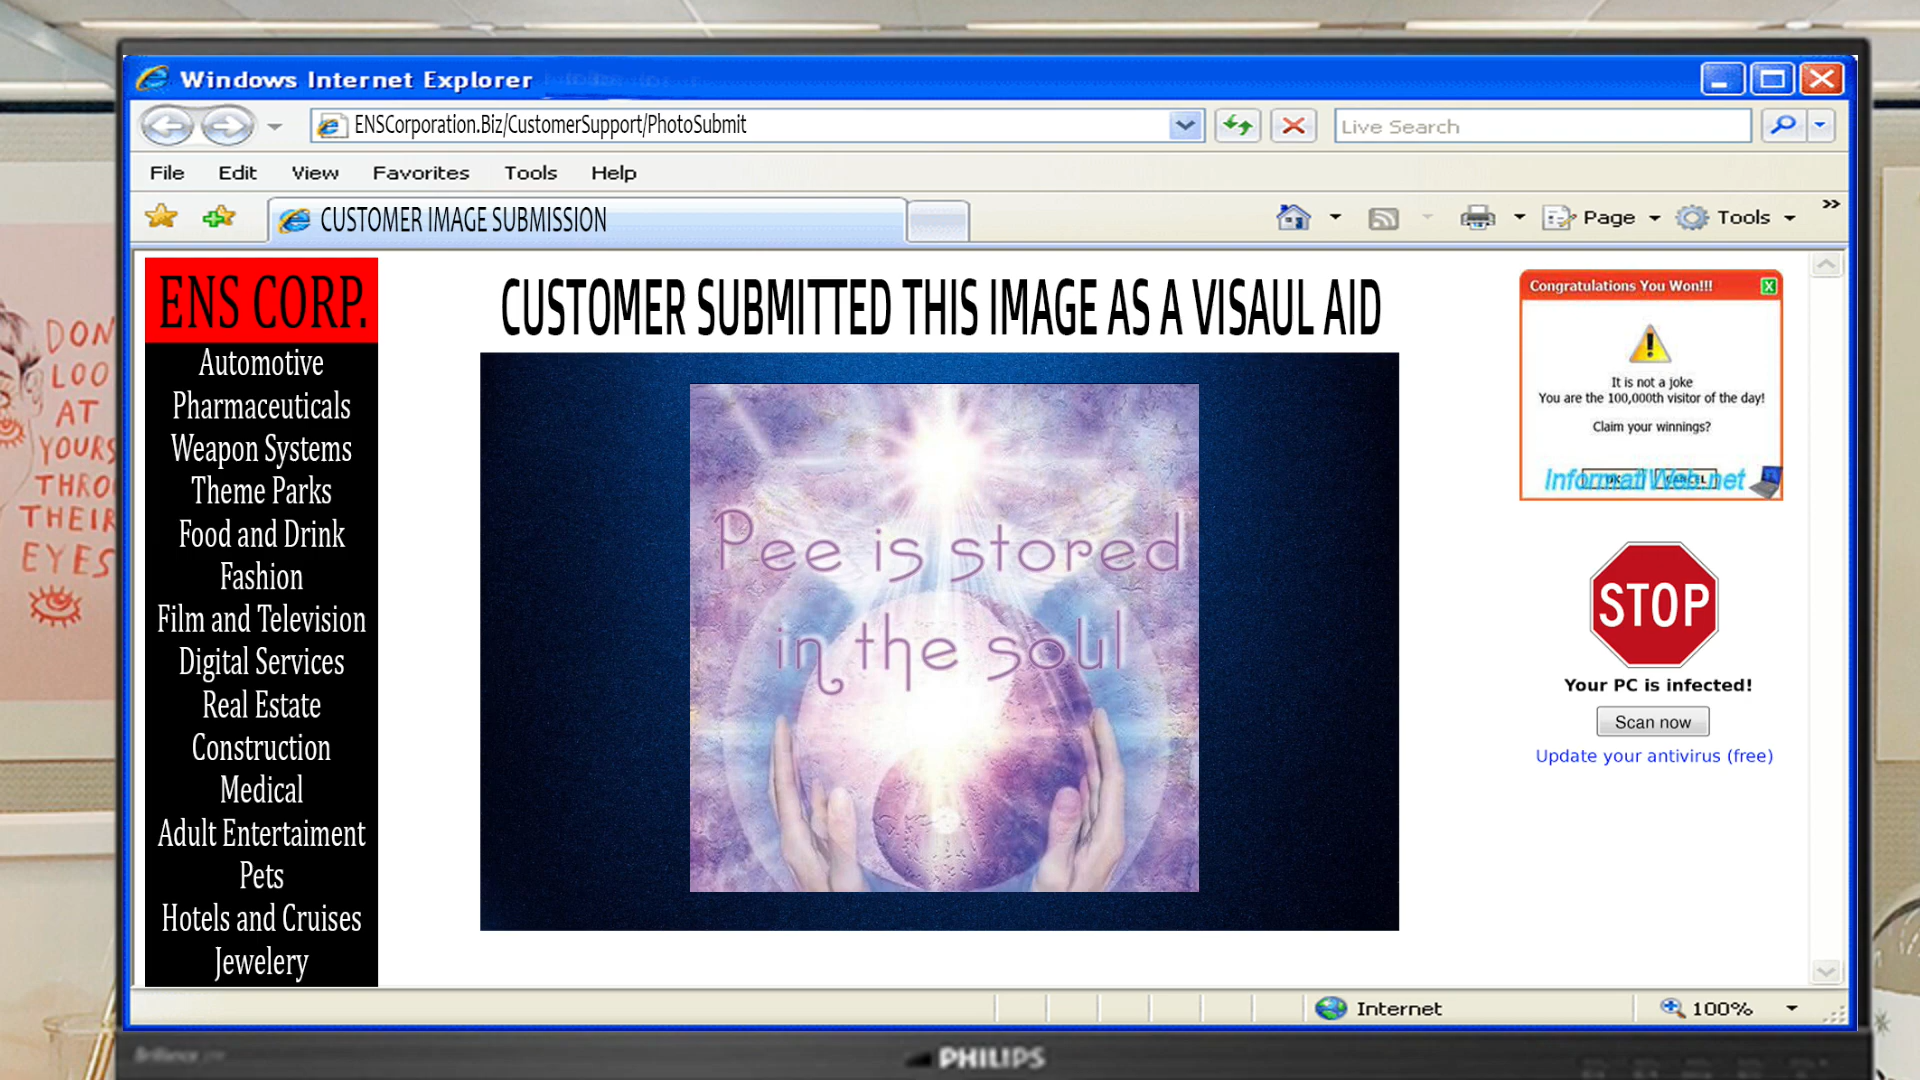 Windows Internet Explorer
ENSCorporation.Biz/CustomerSupport/PhotoSubmit
Live Search
File Edit View Favorites Tools Help
CUSTOMER IMAGE SUBMISSION
Page Tools
ENS CORP.
Automotive
Pharmaceuticals
Weapon Systems
Theme Parks
Food and Drink
Fashion
Film and Television
Digital Services
Real Estate
Construction
Medical
Adult Entertaiment
Pets
Hotels and Cruises
Jewelery
CUSTOMER SUBMITTED THIS IMAGE AS A VISAUL AID
Pee is stored
in the soul
Congratulations You Won!!!
It is not a joke
You are the 100,000th visitor of the day!
Claim your winnings?
InformatiWeb.net
STOP
Your PC is infected!
Scan now
Update your antivirus (free)
Internet
100%
PHILIPS
Brilliance
DON
LOO
AT
YOURS
THRO
THEIR
EYES